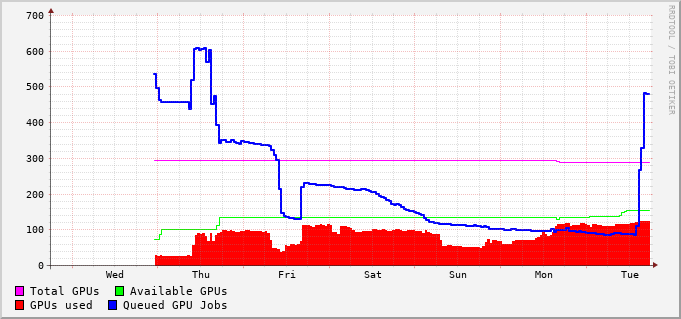 700
600
500
400
300
200
100
0
Wed Thu Fri Sat Sun Mon Tue
Total GPUs Available GPUs
GPUs used Queued GPU Jobs
RRDTOOL / TOBI OETIKER